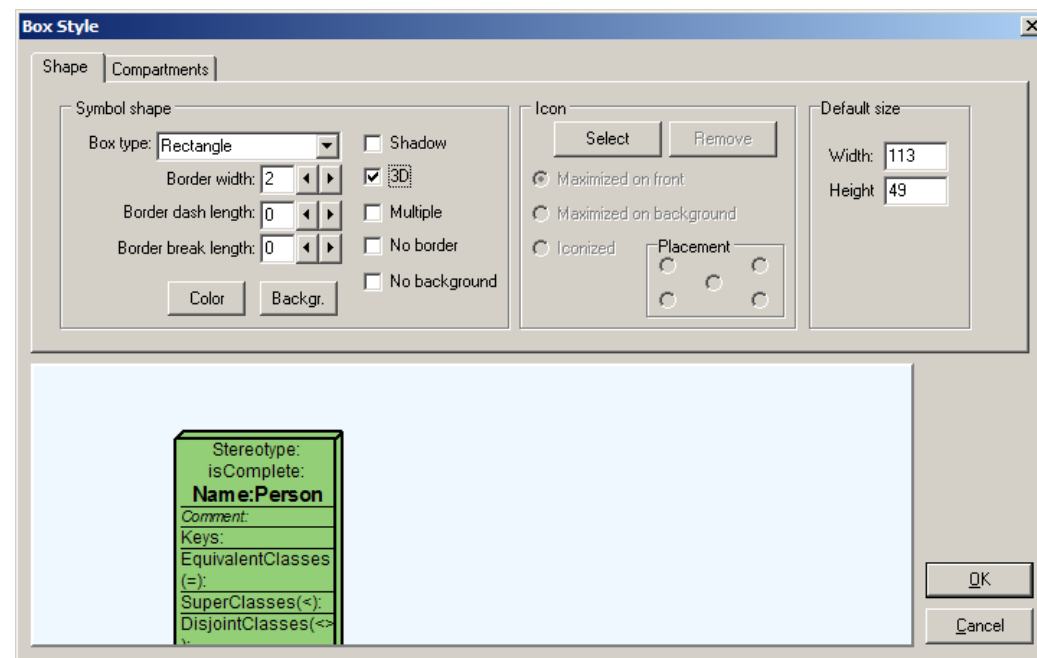 Box Style
Shape Compartments
Symbol shape
Box type: Rectangle
Border width: 2
Border dash length: 0
Border break length: 0
Color Backgr.
Shadow
3D
Multiple
No border
No background
Icon
Select Remove
Maximized on front
Maximized on background
Iconized
Placement
Default size
Width: 113
Height 49
Stereotype:
isComplete:
Name:Person
Comment:
Keys:
EquivalentClasses
(=):
SuperClasses(<):
DisjointClasses(<>
):
OK
Cancel